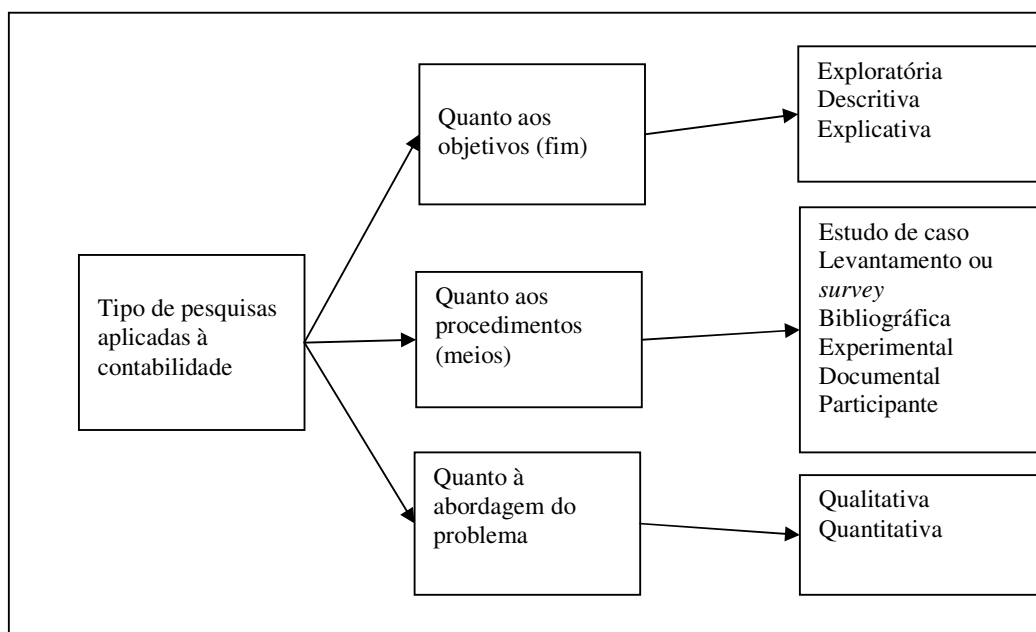 Tipo de pesquisas
aplicadas à
contabilidade
Quanto aos
objetivos (fim)
Exploratória
Descritiva
Explicativa
Quanto aos
procedimentos
(meios)
Estudo de caso
Levantamento ou
survey
Bibliográfica
Experimental
Documental
Participante
Quanto à
abordagem do
problema
Qualitativa
Quantitativa